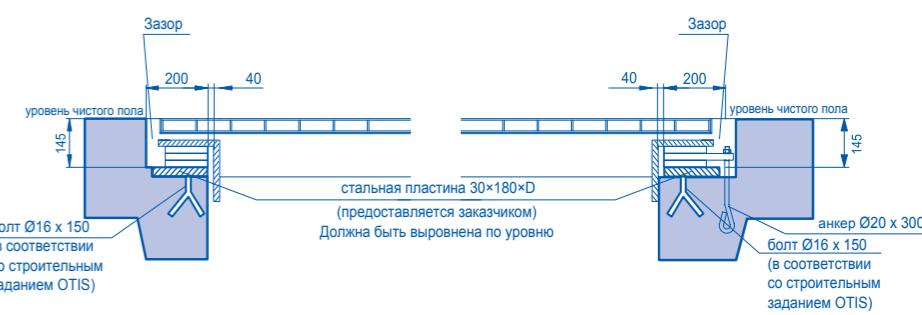 Зазор
Зазор
200
40
40
200
уровень чистого пола
уровень чистого пола
145
145
стальная пластина 30×180×D
(предоставляется заказчиком)
Должна быть выровнена по уровню
олт Ø16 x 150
в соответствии
о строительным
аданием OTIS)
анкер Ø20 x 300
болт Ø16 x 150
(в соответствии
со строительным
заданием OTIS)